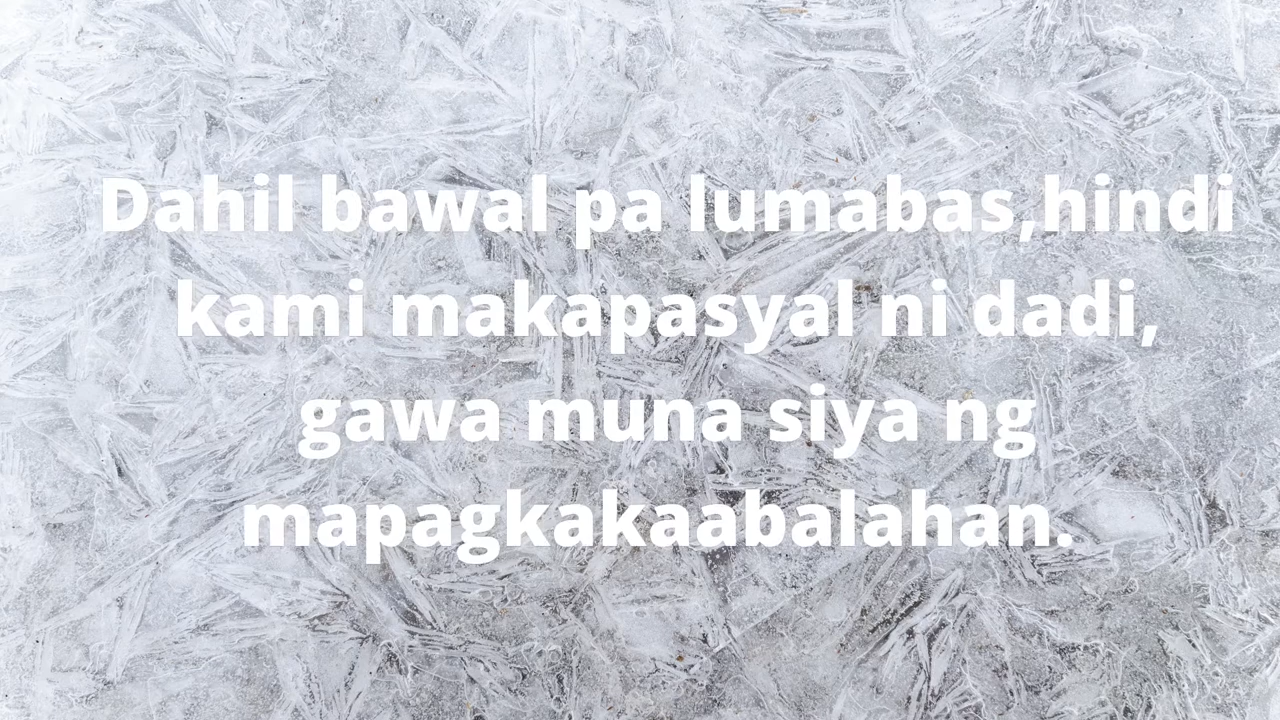 Dahil bawal pa lumabas,hindi
kami makapasyal ni dadi,
gawa muna siya ng
mapagkakaabalahan.